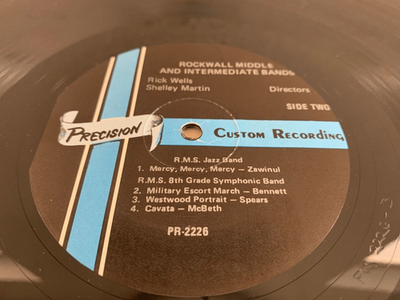 ROCKWALL MIDDLE
AND INTERMEDIATE BANDS
Rick Wells
Shelley Martin
Directors
SIDE TWO
PRECISION
CUSTOM RECORDING
R.M.S. Jazz Band
1. Mercy, Mercy, Mercy — Zawinul
R.M.S. 8th Grade Symphonic Band
2. Military Escort March — Bennett
3. Westwood Portrait — Spears
4. Cavata — McBeth
PR-2226